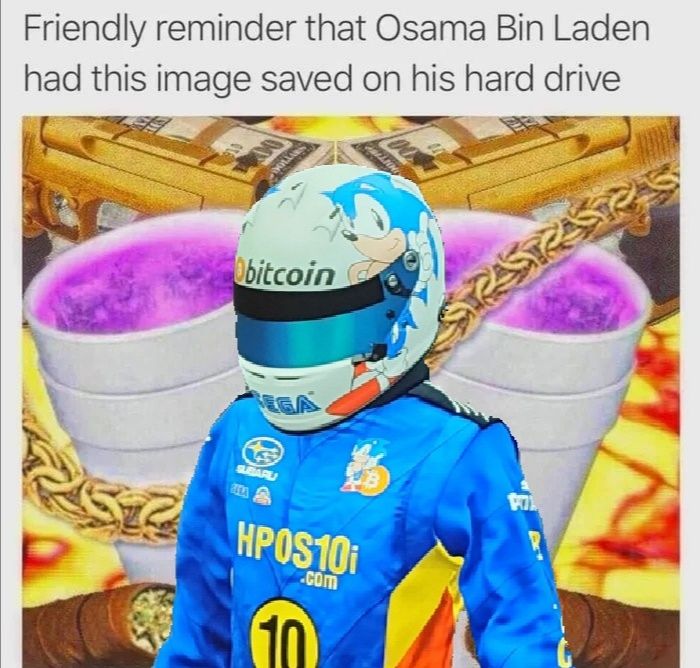 Friendly reminder that Osama Bin Laden
had this image saved on his hard drive
bitcoin
SEGA
SUBARU
HPOS10i
.com
10